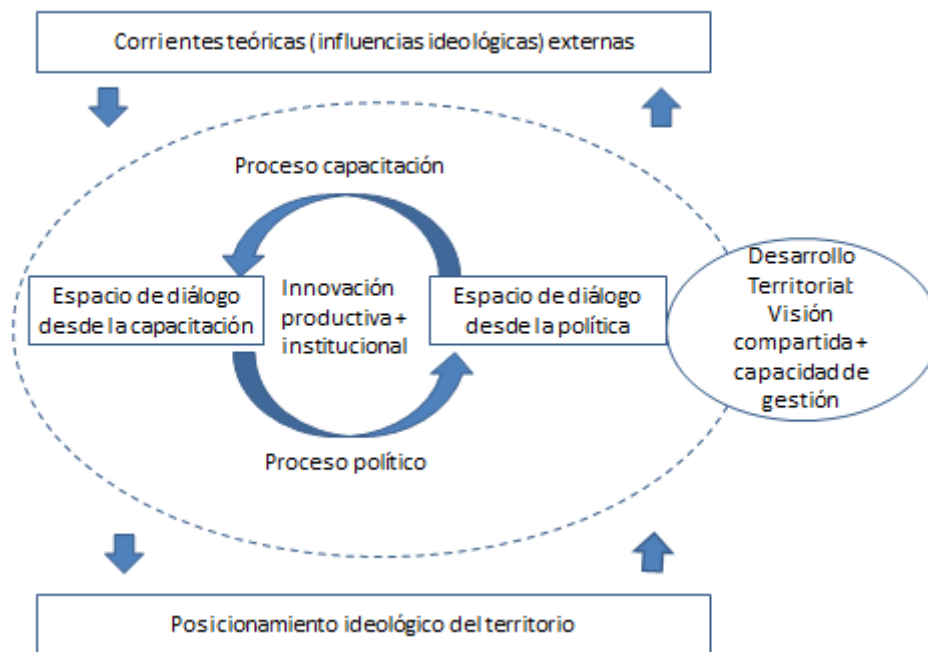 Corrientes teóricas (influencias ideológicas) externas
Proceso capacitación
Espacio de diálogo
desde la capacitación
Innovación
productiva +
institucional
Espacio de diálogo
desde la política
Desarrollo
Territorial:
Visión
compartida +
capacidad de
gestión
Proceso político
Posicionamiento ideológico del territorio